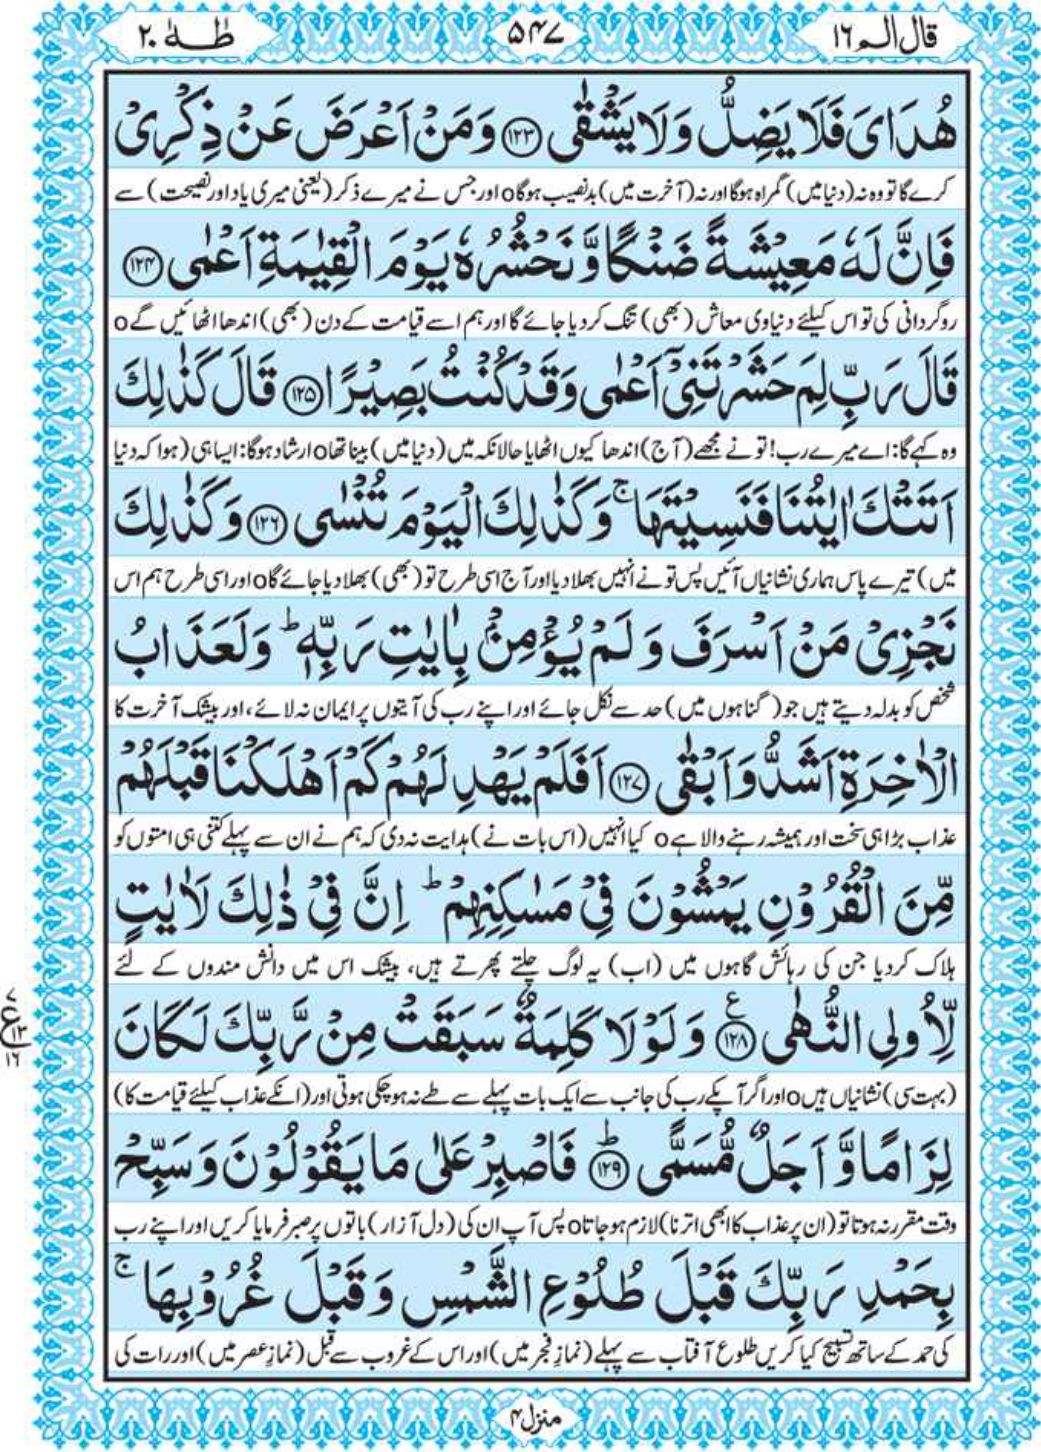 قال الم ١٦
۵۴۷
طٰهٰ ٢٠
هُدَایَ فَلَا یَضِلُّ وَلَا یَشْقٰی ﴿۱۲۳﴾ وَمَنْ اَعْرَضَ عَنْ ذِكْرِیْ
کرے گا تو وہ نہ (دنیا میں) گمراہ ہوگا اور نہ (آخرت میں) بدنصیب ہوگا o اور جس نے میرے ذکر (یعنی میری یاد اور نصیحت) سے
فَاِنَّ لَهٗ مَعِیْشَةً ضَنْكًا وَّ نَحْشُرُهٗ یَوْمَ الْقِیٰمَةِ اَعْمٰی ﴿۱۲۴﴾
روگردانی کی تو اس کیلئے دنیاوی معاش (بھی) تنگ کردیا جائے گا اور ہم اسے قیامت کے دن (بھی) اندھا اٹھائیں گے o
قَالَ رَبِّ لِمَ حَشَرْتَنِیْۤ اَعْمٰی وَقَدْ كُنْتُ بَصِیْرًا ﴿۱۲۵﴾ قَالَ كَذٰلِكَ
وہ کہے گا: اے میرے رب! تو نے مجھے (آج) اندھا کیوں اٹھایا حالانکہ میں (دنیا میں) بینا تھا o ارشاد ہوگا: ایسا ہی (ہوا کہ دنیا
اَتَتْكَ اٰیٰتُنَا فَنَسِیْتَهَا ۚ وَكَذٰلِكَ الْیَوْمَ تُنْسٰی ﴿۱۲۶﴾ وَكَذٰلِكَ
میں) تیرے پاس ہماری نشانیاں آئیں پس تو نے انہیں بھلا دیا اور آج اسی طرح تو (بھی) بھلا دیا جائے گا o اور اسی طرح ہم اس
نَجْزِیْ مَنْ اَسْرَفَ وَ لَمْ یُؤْمِنْۢ بِاٰیٰتِ رَبِّهٖ ؕ وَلَعَذَابُ
شخص کو بدلہ دیتے ہیں جو (گناہوں میں) حد سے نکل جائے اور اپنے رب کی آیتوں پر ایمان نہ لائے، اور بیشک آخرت کا
الْاٰخِرَةِ اَشَدُّ وَاَبْقٰی ﴿۱۲۷﴾ اَفَلَمْ یَهْدِ لَهُمْ كَمْ اَهْلَكْنَا قَبْلَهُمْ
عذاب بڑا ہی سخت اور ہمیشہ رہنے والا ہے o کیا انہیں (اس بات نے) ہدایت نہ دی کہ ہم نے ان سے پہلے کتنی ہی امتوں کو
مِّنَ الْقُرُوْنِ یَمْشُوْنَ فِیْ مَسٰكِنِهِمْ ؕ اِنَّ فِیْ ذٰلِكَ لَاٰیٰتٍ
ہلاک کردیا جن کی رہائش گاہوں میں (اب) یہ لوگ چلتے پھرتے ہیں، بیشک اس میں دانش مندوں کے لئے
لِّاُولِی النُّهٰی ﴿۱۲۸﴾ ع وَ لَوْلَا كَلِمَةٌ سَبَقَتْ مِنْ رَّبِّكَ لَكَانَ
٧ ع ١٣ ١٦
(بہت سی) نشانیاں ہیں o اور اگر آپ کے رب کی جانب سے ایک بات پہلے سے طے نہ ہوچکی ہوتی اور (انکے عذاب کیلئے قیامت کا)
لِزَامًا وَّ اَجَلٌ مُّسَمًّی ﴿۱۲۹﴾ؕ فَاصْبِرْ عَلٰی مَا یَقُوْلُوْنَ وَ سَبِّحْ
وقت مقرر نہ ہوتا تو (ان پر عذاب کا ابھی اترنا) لازم ہوجاتا o پس آپ ان کی (دل آزار) باتوں پر صبر فرمایا کریں اور اپنے رب
بِحَمْدِ رَبِّكَ قَبْلَ طُلُوْعِ الشَّمْسِ وَ قَبْلَ غُرُوْبِهَا ۚ
کی حمد کے ساتھ تسبیح کیا کریں طلوع آفتاب سے پہلے (نمازِ فجر میں) اور اس کے غروب سے قبل (نمازِ عصر میں) اور رات کی
منزل ۴